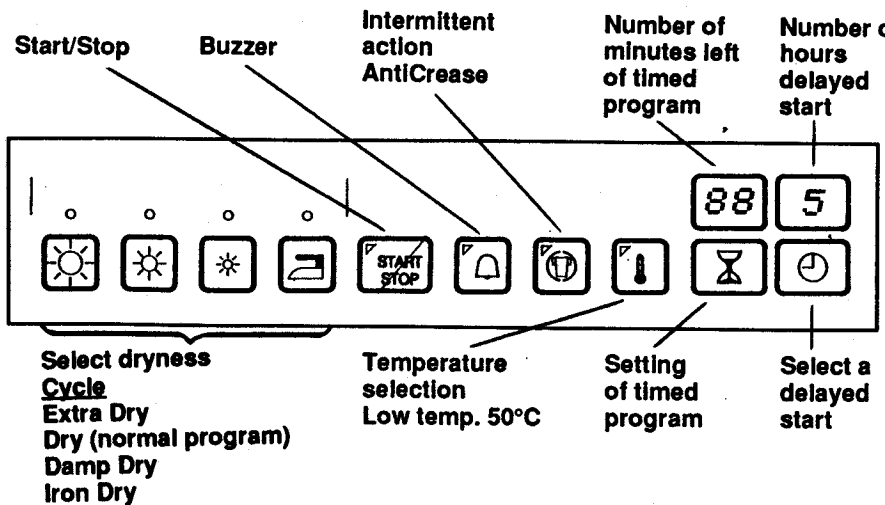 Start/Stop
Buzzer
Intermittent
action
AntiCrease
Number of
minutes left
of timed
program
Number o
hours
delayed
start
88
5
START
STOP
Select dryness
Cycle
Extra Dry
Dry (normal program)
Damp Dry
Iron Dry
Temperature
selection
Low temp. 50°C
Setting
of timed
program
Select a
delayed
start